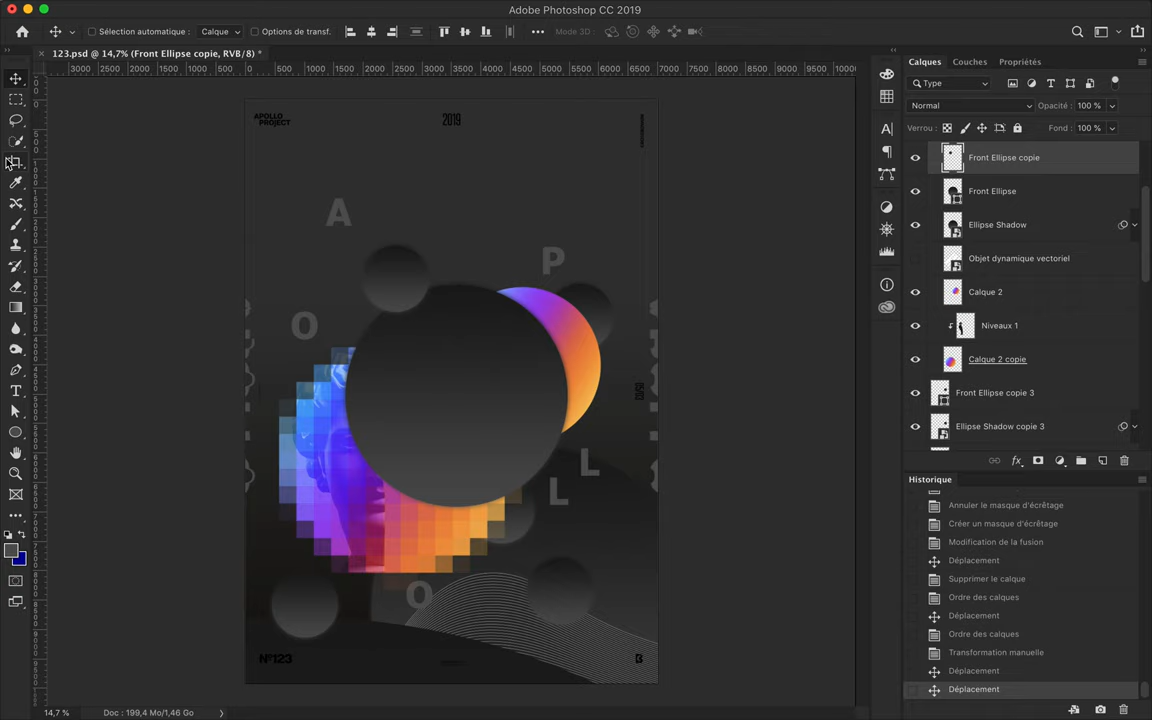 Adobe Photoshop CC 2019
Sélection automatique :
Calque
Options de transf.
Mode 3D :
123.psd @ 14,7% (Front Ellipse copie, RVB/8) *
3000 2500 2000 1500 1000 500 0 500 1000 1500 2000 2500 3000 3500 4000 4500 5000 5500 6000 6500 7000 7500 8000 8500 9000 9500 1000
APOLLO
PROJECT
2019
A
P
O
L
L
O
Nº123
Calques
Couches
Propriétés
Type
Normal
Opacité : 100 %
Verrou :
Fond : 100 %
Front Ellipse copie
Front Ellipse
Ellipse Shadow
Objet dynamique vectoriel
Calque 2
Niveaux 1
Calque 2 copie
Front Ellipse copie 3
Ellipse Shadow copie 3
fx
Historique
Annuler le masque d'écrêtage
Créer un masque d'écrêtage
Modification de la fusion
Déplacement
Supprimer le calque
Ordre des calques
Déplacement
Ordre des calques
Transformation manuelle
Déplacement
Déplacement
14,7 %
Doc : 199,4 Mo/1,46 Go